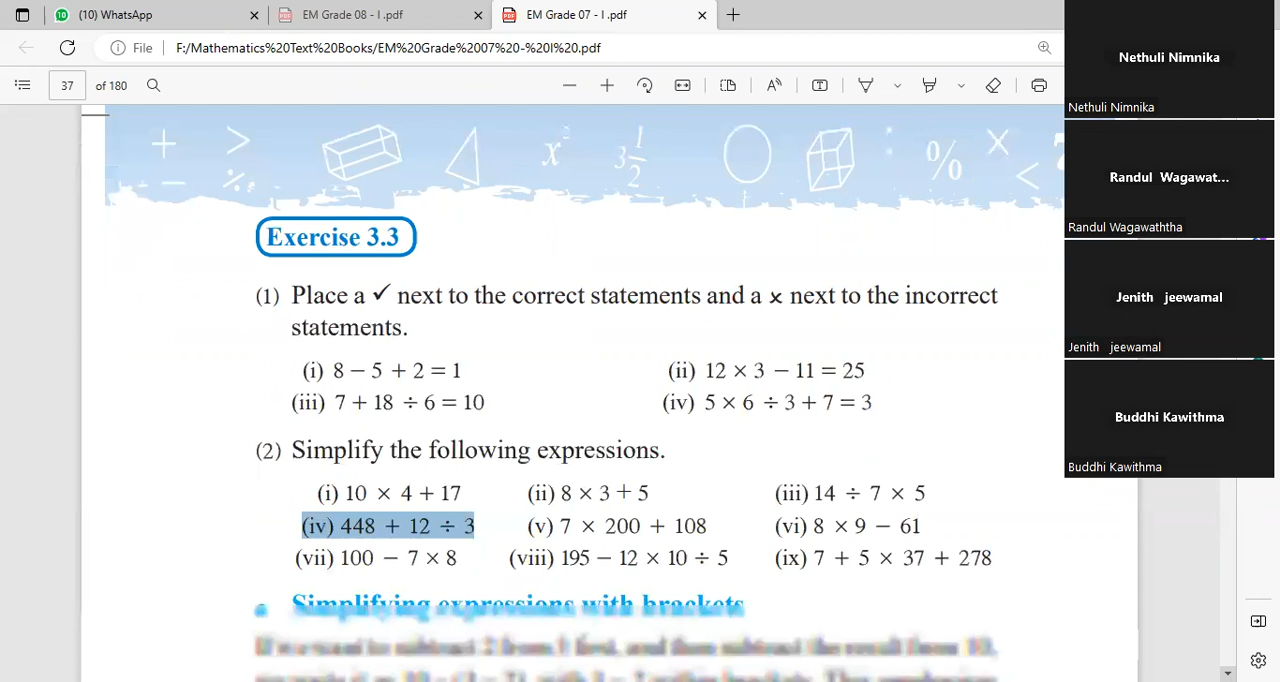 (10) WhatsApp
EM Grade 08 - I .pdf
EM Grade 07 - I .pdf
File
F:/Mathematics%20Text%20Books/EM%20Grade%2007%20-%20I%20.pdf
37 of 180
+ > x² 3 1/2 % × <
− %
Exercise 3.3
(1) Place a ✓ next to the correct statements and a × next to the incorrect
statements.
(i) 8 − 5 + 2 = 1 (ii) 12 × 3 − 11 = 25
(iii) 7 + 18 ÷ 6 = 10 (iv) 5 × 6 ÷ 3 + 7 = 3
(2) Simplify the following expressions.
(i) 10 × 4 + 17 (ii) 8 × 3 + 5 (iii) 14 ÷ 7 × 5
(iv) 448 + 12 ÷ 3 (v) 7 × 200 + 108 (vi) 8 × 9 − 61
(vii) 100 − 7 × 8 (viii) 195 − 12 × 10 ÷ 5 (ix) 7 + 5 × 37 + 278
Simplifying expressions with brackets
Nethuli Nimnika
Nethuli Nimnika
Randul Wagawat...
Randul Wagawaththa
Jenith jeewamal
Jenith jeewamal
Buddhi Kawithma
Buddhi Kawithma